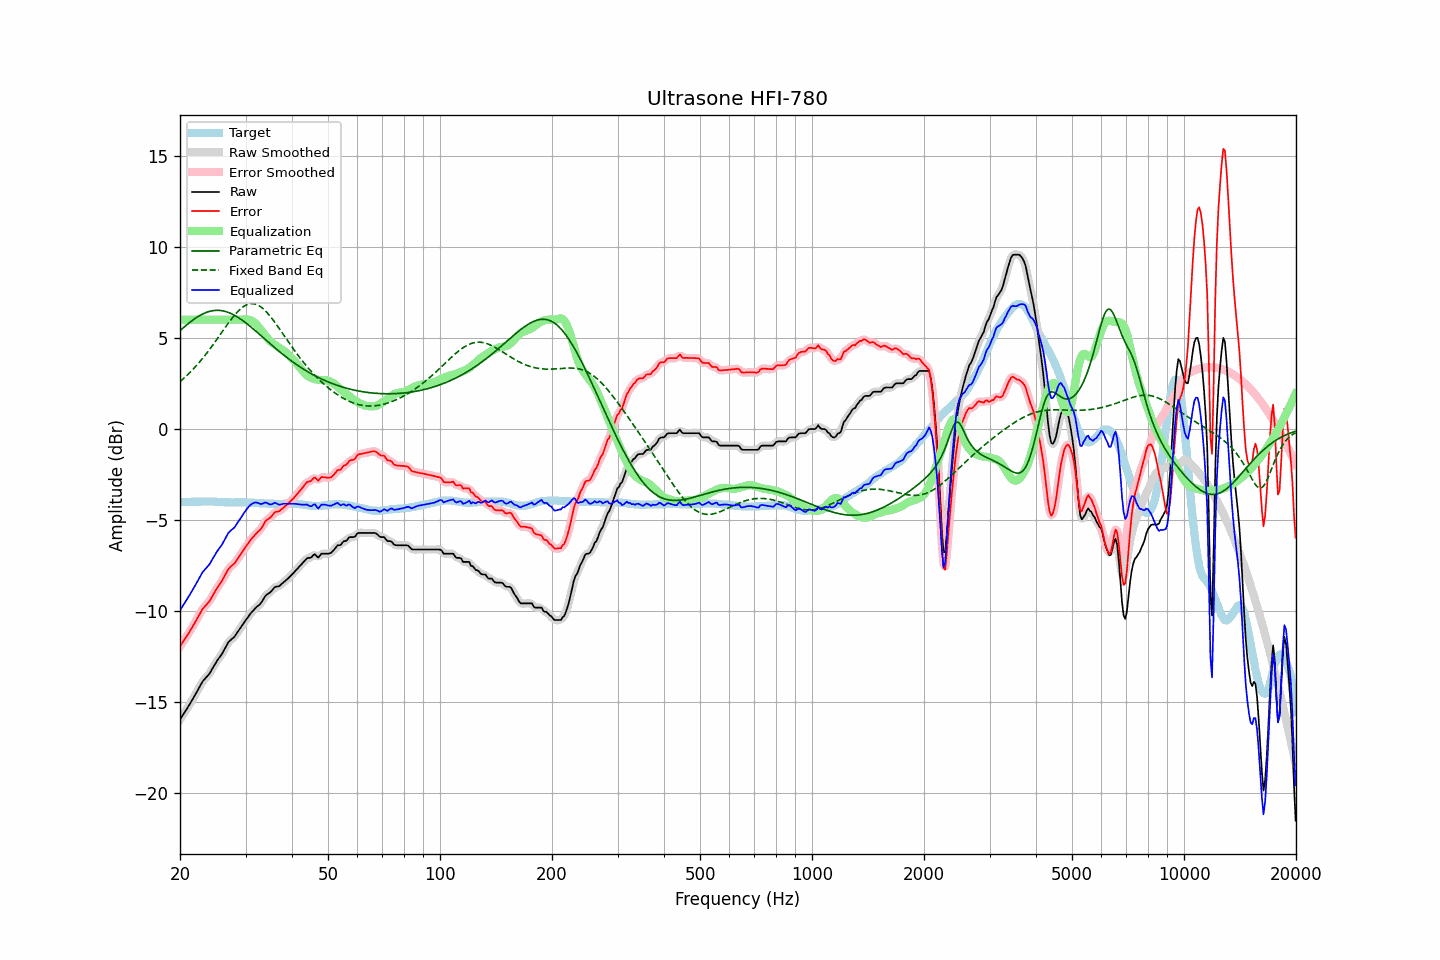 Ultrasone HFI-780
Target
Raw Smoothed
Error Smoothed
Raw
Error
Equalization
Parametric Eq
Fixed Band Eq
Equalized
Amplitude (dBr)
15
10
5
0
−5
−10
−15
−20
20 50 100 200 500 1000 2000 5000 10000 20000
Frequency (Hz)